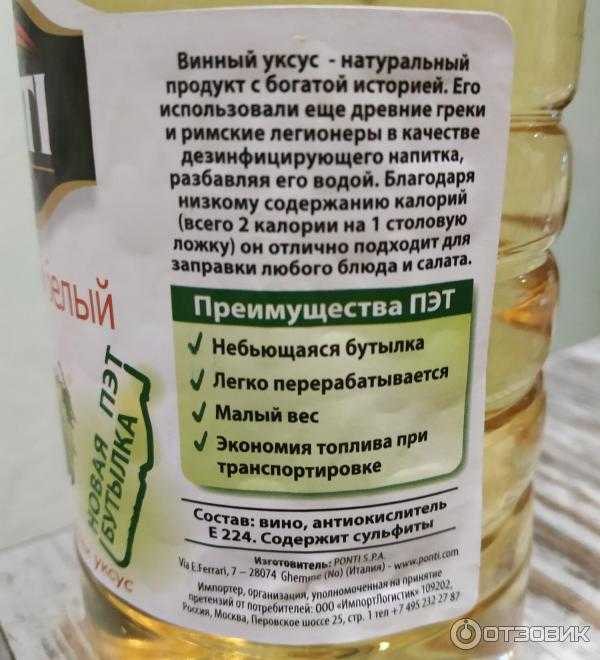 Винный уксус - натуральный
продукт с богатой историей. Его
использовали еще древние греки
и римские легионеры в качестве
дезинфицирующего напитка,
разбавляя его водой. Благодаря
низкому содержанию калорий
(всего 2 калории на 1 столовую
ложку) он отлично подходит для
заправки любого блюда и салата.
Преимущества ПЭТ
Небьющаяся бутылка
Легко перерабатывается
Малый вес
Экономия топлива при
транспортировке
Состав: вино, антиокислитель
Е 224. Содержит сульфиты
Изготовитель: PONTI S.P.A.
Via E.Ferrari, 7 – 28074 Ghemme (No) (Италия) - www.ponti.com
Импортер, организация, уполномоченная на принятие
претензий от потребителей: ООО «ИмпортЛогистик» 109202,
Россия, Москва, Перовское шоссе 25, стр. 1 тел +7 495 232 27 87
НОВАЯ ПЭТ
БУТЫЛКА
уксус
ОТЗОВИК